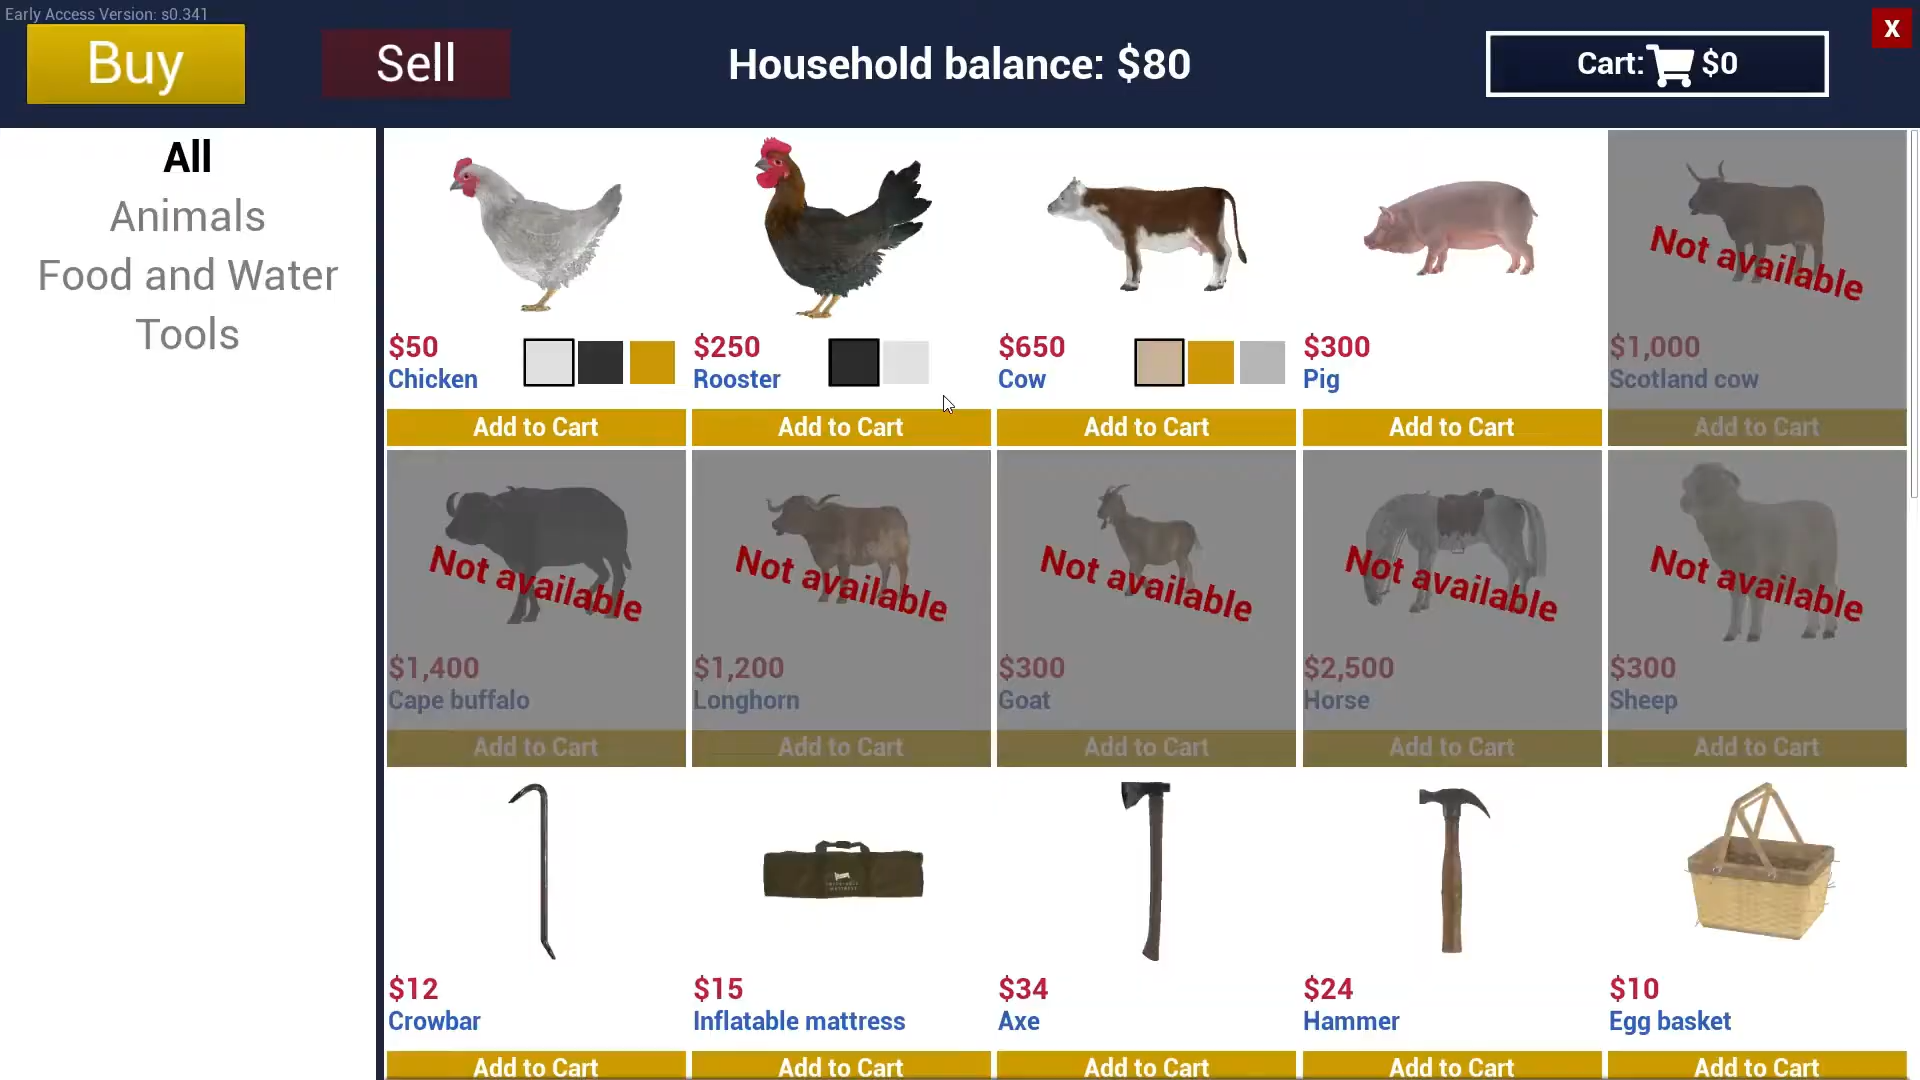 Early Access Version: s0.341
Buy
Sell
Household balance: $80
Cart: $0
X
All
Animals
Food and Water
Tools
$50
Chicken
Add to Cart
$250
Rooster
Add to Cart
$650
Cow
Add to Cart
$300
Pig
Add to Cart
Not available
$1,000
Scotland cow
Add to Cart
Not available
$1,400
Cape buffalo
Add to Cart
Not available
$1,200
Longhorn
Add to Cart
Not available
$300
Goat
Add to Cart
Not available
$2,500
Horse
Add to Cart
Not available
$300
Sheep
Add to Cart
$12
Crowbar
Add to Cart
$15
Inflatable mattress
Add to Cart
$34
Axe
Add to Cart
$24
Hammer
Add to Cart
$10
Egg basket
Add to Cart